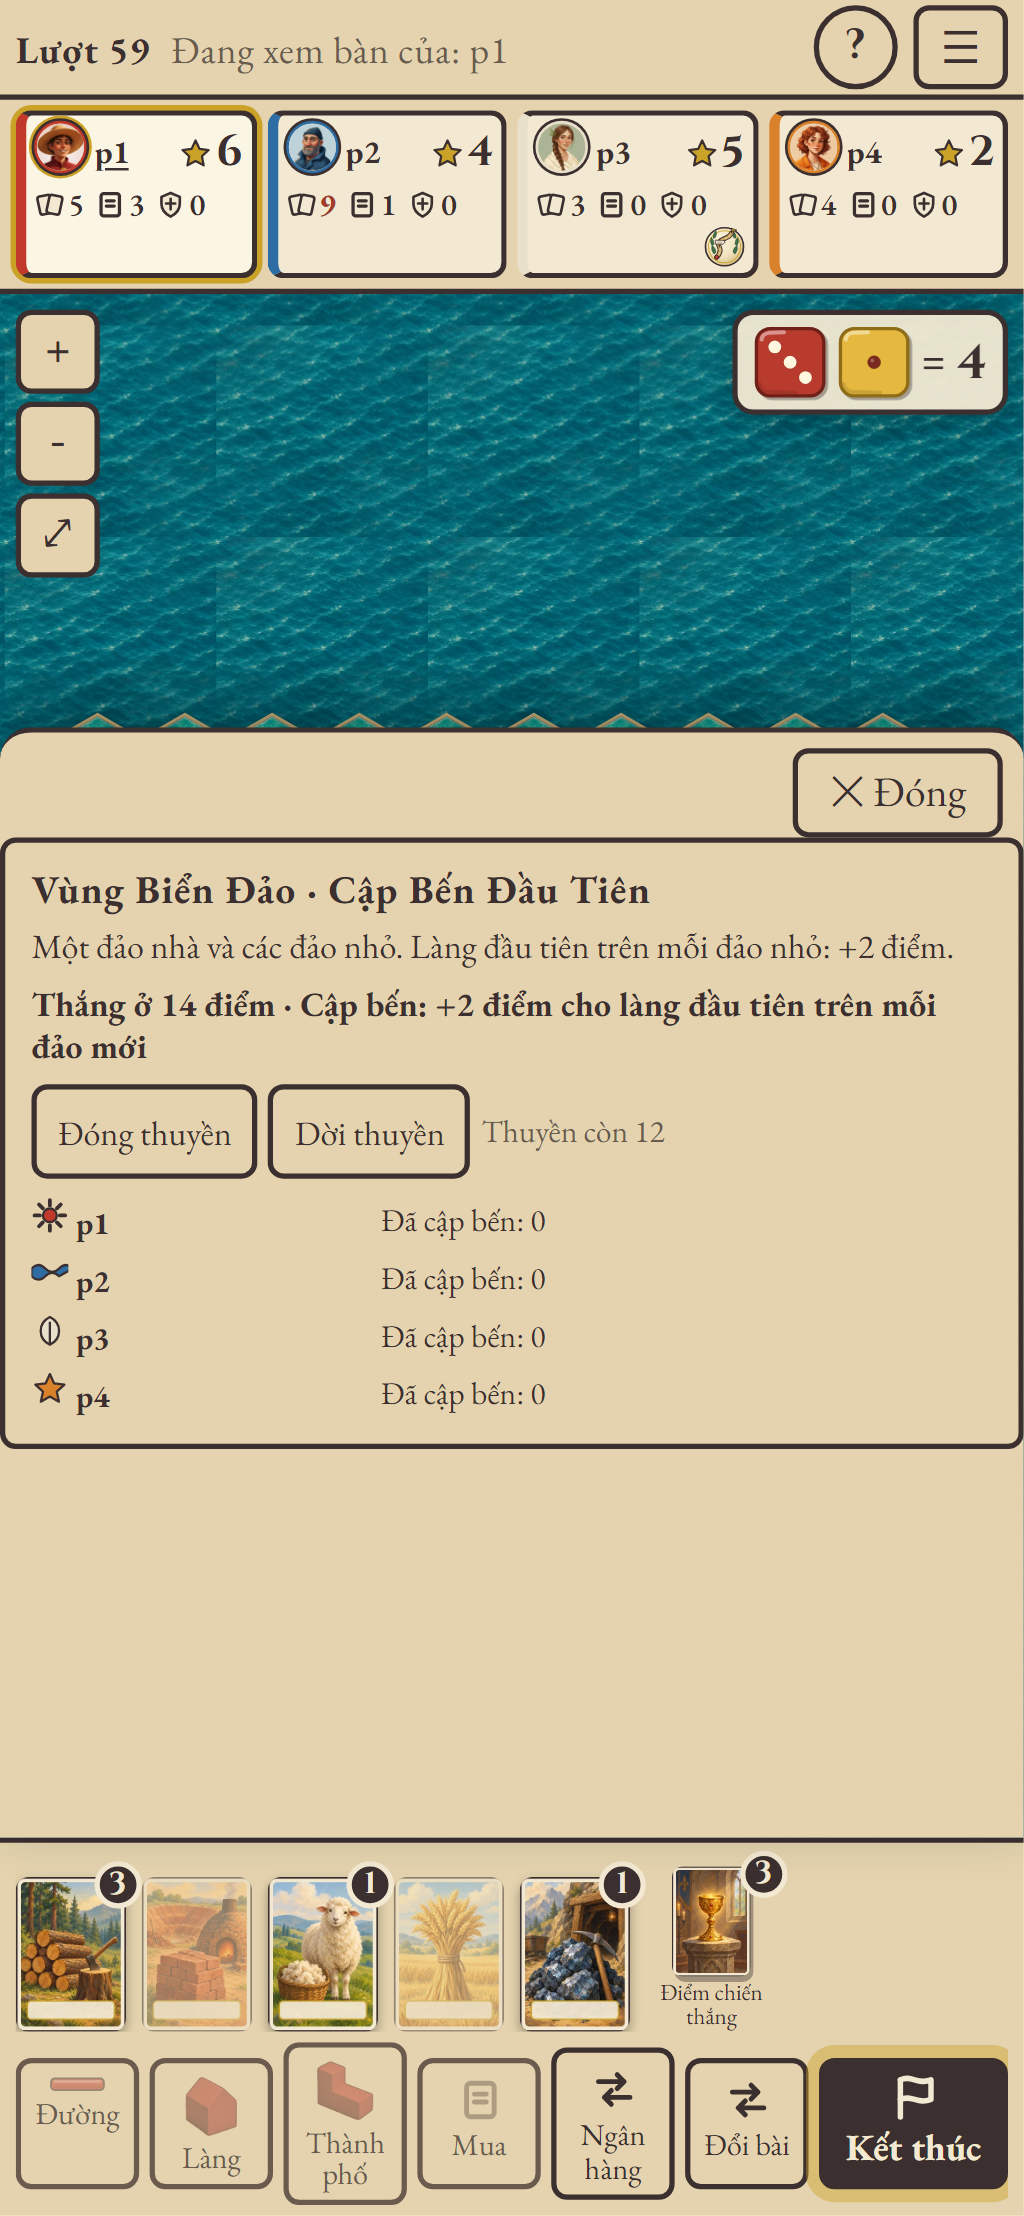 Lượt 59 Đang xem bàn của: p1
?
p1 6
5 3 0
p2 4
9 1 0
p3 5
3 0 0
p4 2
4 0 0
+
= 4
-
Đóng
Vùng Biển Đảo · Cập Bến Đầu Tiên
Một đảo nhà và các đảo nhỏ. Làng đầu tiên trên mỗi đảo nhỏ: +2 điểm.
Thắng ở 14 điểm · Cập bến: +2 điểm cho làng đầu tiên trên mỗi
đảo mới
Đóng thuyền Dời thuyền Thuyền còn 12
p1 Đã cập bến: 0
p2 Đã cập bến: 0
p3 Đã cập bến: 0
p4 Đã cập bến: 0
3 1 1 3
Điểm chiến
thắng
Đường
Làng
Thành
phố
Mua
Ngân
hàng
Đổi bài
Kết thúc